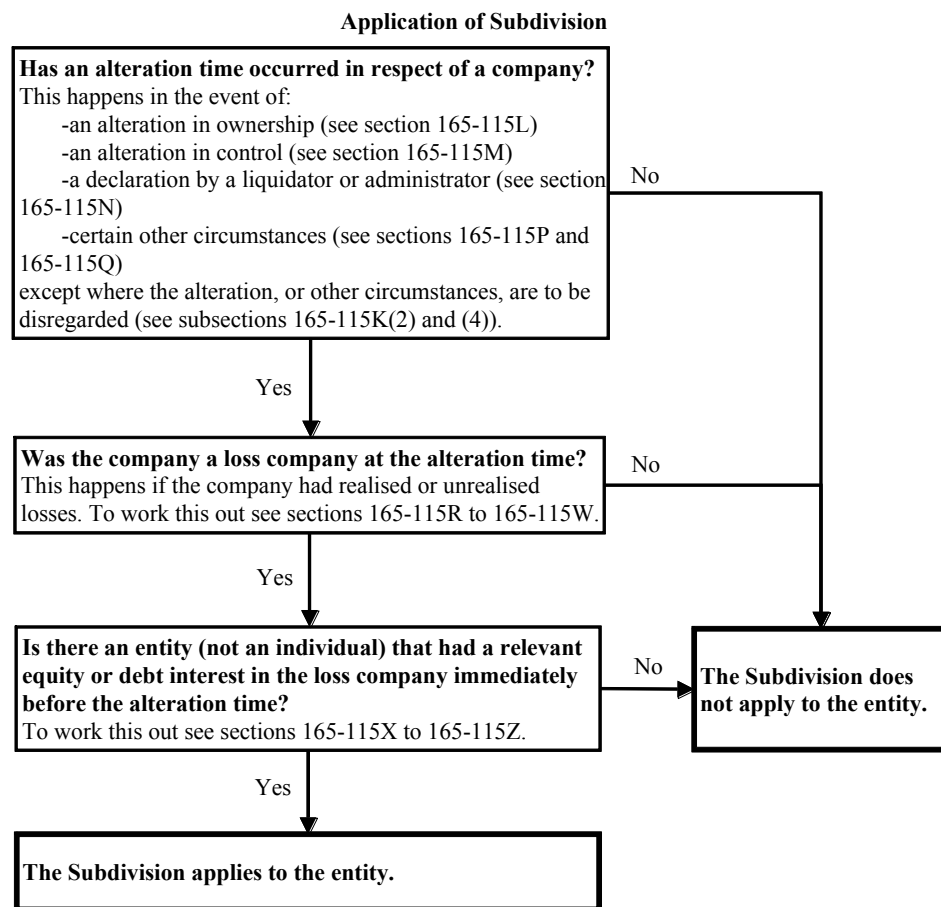 Application of Subdivision
Has an alteration time occurred in respect of a company?
This happens in the event of:
-an alteration in ownership (see section 165-115L)
-an alteration in control (see section 165-115M)
-a declaration by a liquidator or administrator (see section
165-115N)
-certain other circumstances (see sections 165-115P and
165-115Q)
except where the alteration, or other circumstances, are to be
disregarded (see subsections 165-115K(2) and (4)).
No
Yes
Was the company a loss company at the alteration time?
This happens if the company had realised or unrealised
losses. To work this out see sections 165-115R to 165-115W.
No
Yes
Is there an entity (not an individual) that had a relevant
equity or debt interest in the loss company immediately
before the alteration time?
To work this out see sections 165-115X to 165-115Z.
No
The Subdivision does
not apply to the entity.
Yes
The Subdivision applies to the entity.